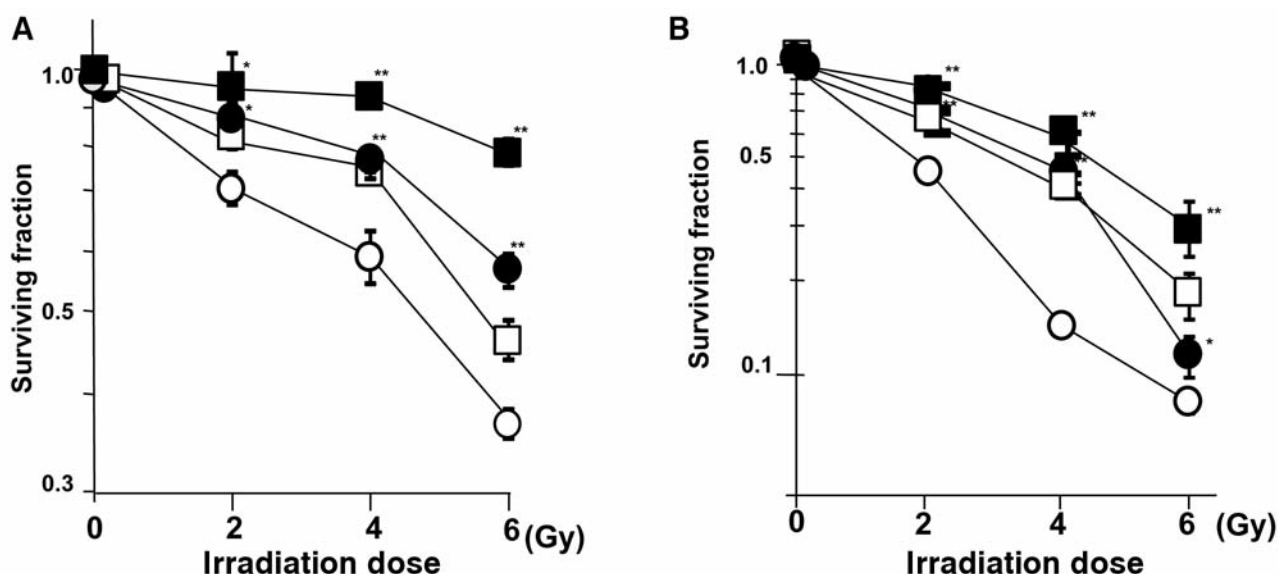 A
1.0
0.5
0.3
Surviving fraction
*
**
*
**
**
**
0 2 4 6 (Gy)
Irradiation dose
B
1.0
0.5
0.1
Surviving fraction
**
**
**
**
**
*
0 2 4 6 (Gy)
Irradiation dose